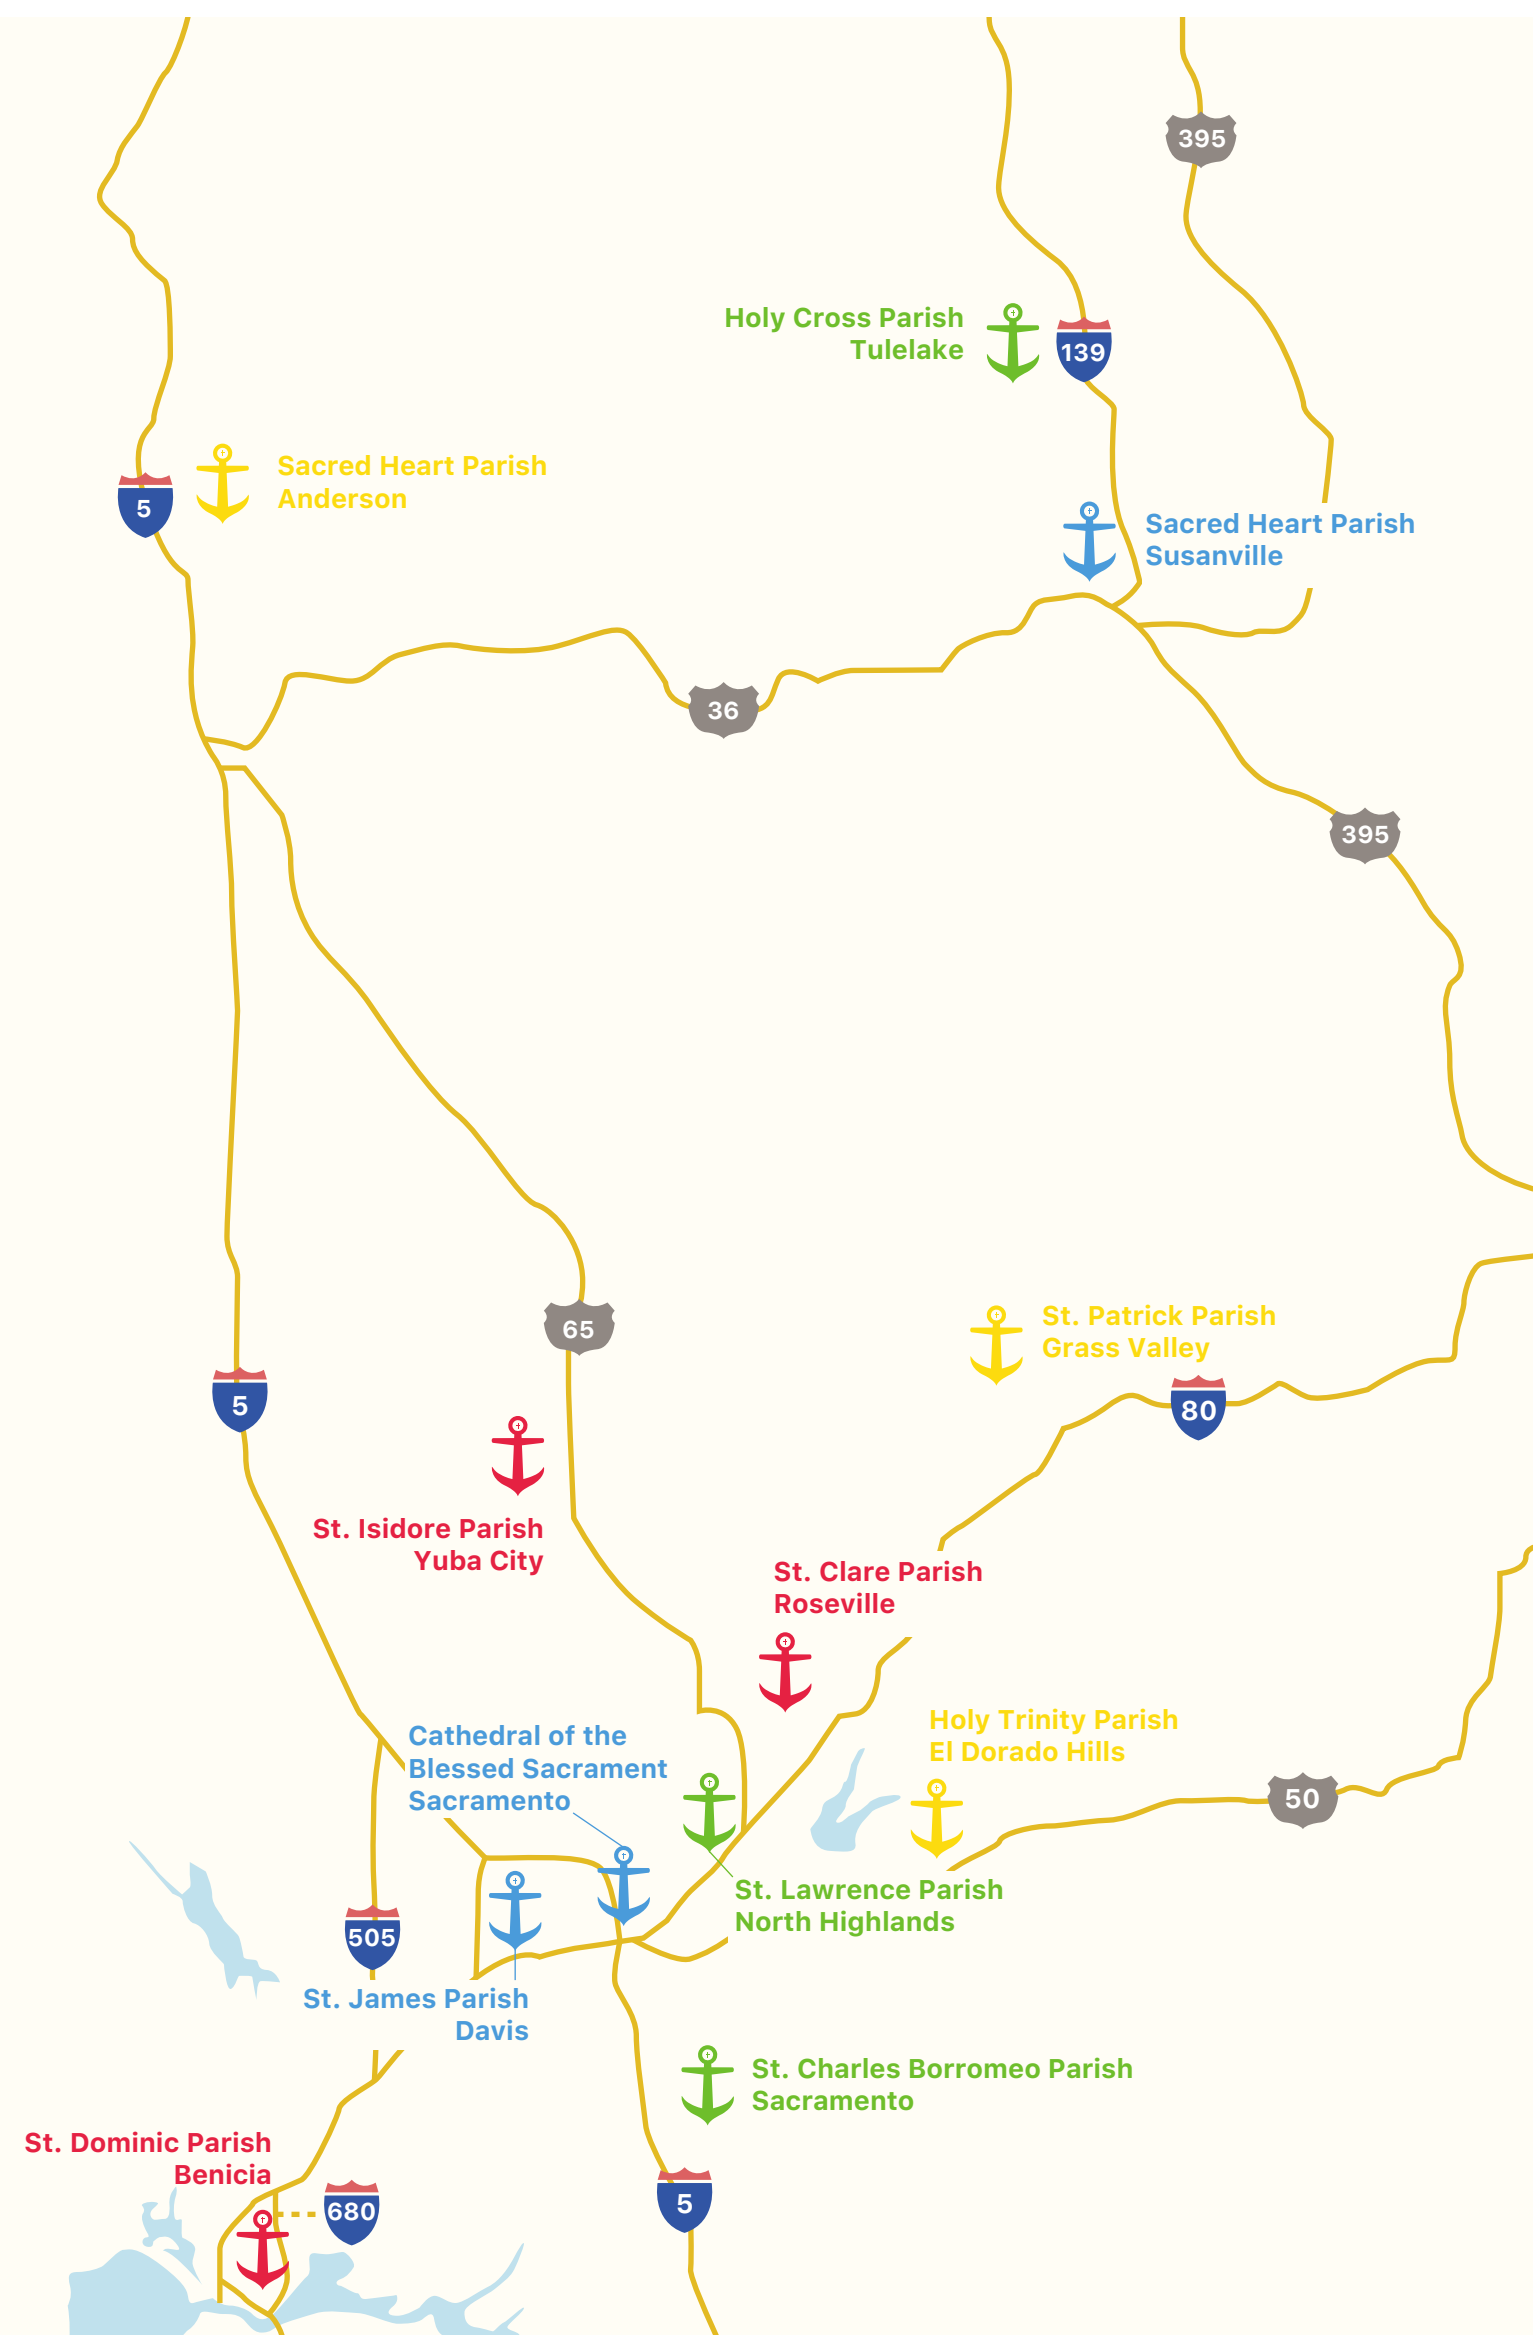 395
Holy Cross Parish
Tulelake
139
Sacred Heart Parish
Anderson
5
Sacred Heart Parish
Susanville
36
395
65
St. Patrick Parish
Grass Valley
5
80
St. Isidore Parish
Yuba City
St. Clare Parish
Roseville
Cathedral of the
Blessed Sacrament
Sacramento
Holy Trinity Parish
El Dorado Hills
50
St. Lawrence Parish
North Highlands
505
St. James Parish
Davis
St. Charles Borromeo Parish
Sacramento
St. Dominic Parish
Benicia
680
5